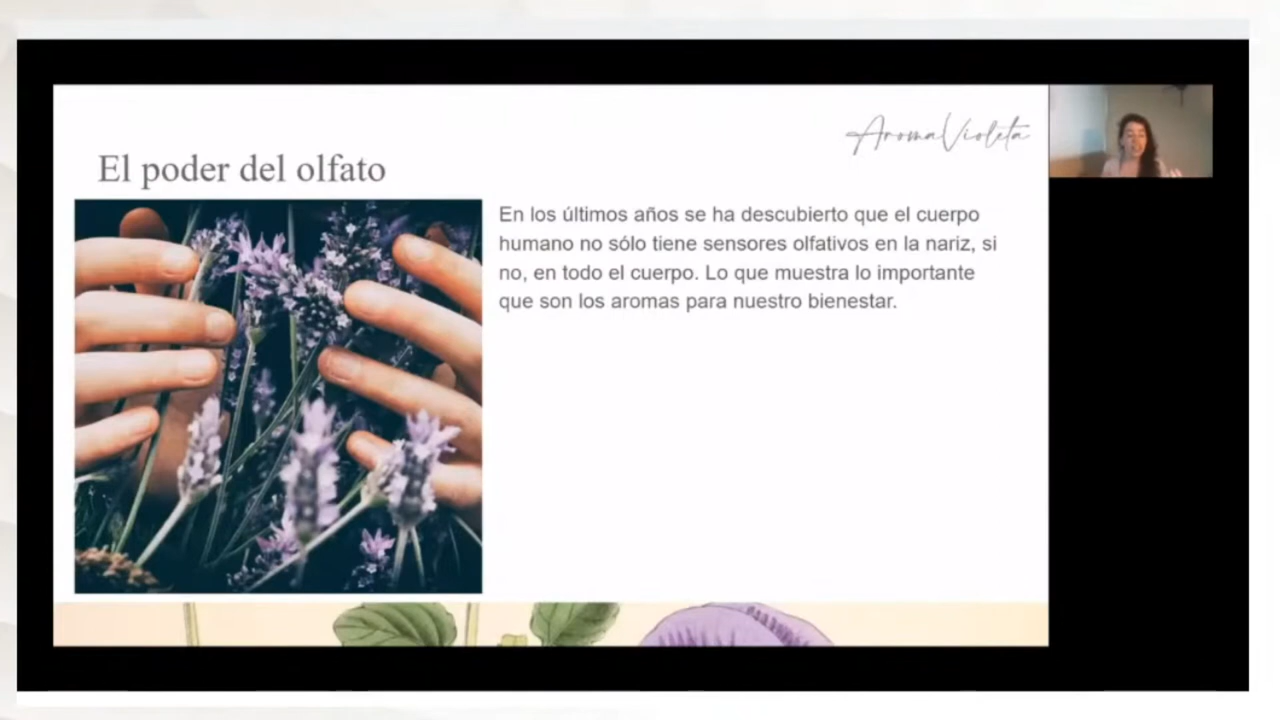 AromaVioleta
El poder del olfato
En los últimos años se ha descubierto que el cuerpo
humano no sólo tiene sensores olfativos en la nariz, si
no, en todo el cuerpo. Lo que muestra lo importante
que son los aromas para nuestro bienestar.